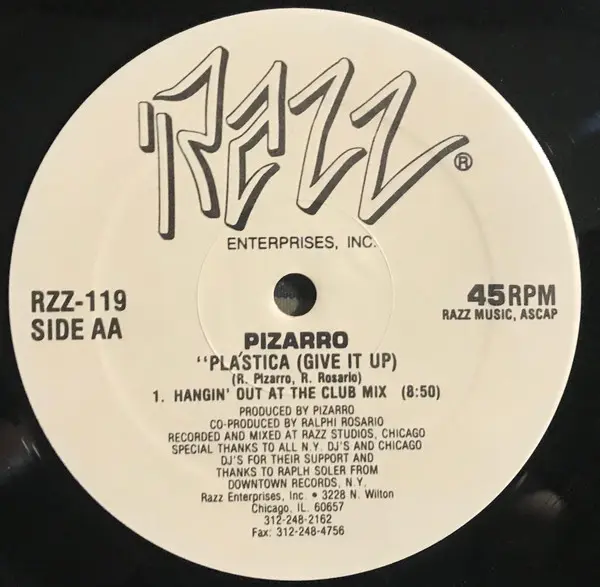 RAZZ®
ENTERPRISES, INC.
RZZ-119
SIDE AA
45 RPM
RAZZ MUSIC, ASCAP
PIZARRO
"PLÁSTICA (GIVE IT UP)
(R. Pizarro, R. Rosario)
1. HANGIN' OUT AT THE CLUB MIX (8:50)
PRODUCED BY PIZARRO
CO-PRODUCED BY RALPHI ROSARIO
RECORDED AND MIXED AT RAZZ STUDIOS, CHICAGO
SPECIAL THANKS TO ALL N.Y. DJ'S AND CHICAGO
DJ'S FOR THEIR SUPPORT AND
THANKS TO RAPLH SOLER FROM
DOWNTOWN RECORDS, N.Y.
Razz Enterprises, Inc. • 3228 N. Wilton
Chicago, IL. 60657
312-248-2162
Fax: 312-248-4756